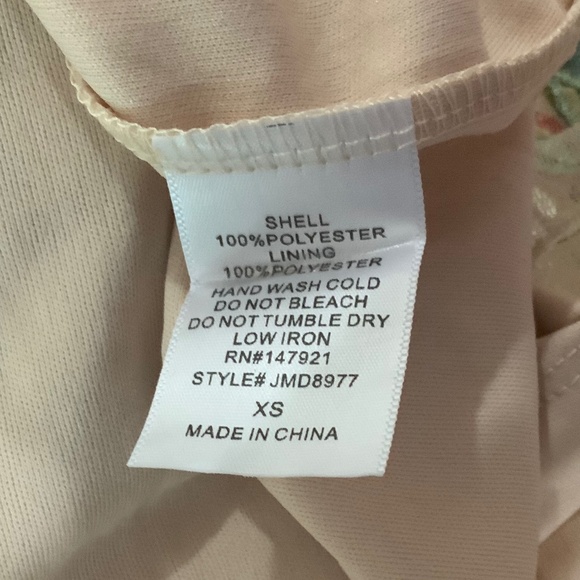 SHELL
100%POLYESTER
LINING
100%POLYESTER
HAND WASH COLD
DO NOT BLEACH
DO NOT TUMBLE DRY
LOW IRON
RN#147921
STYLE# JMD8977
XS
MADE IN CHINA